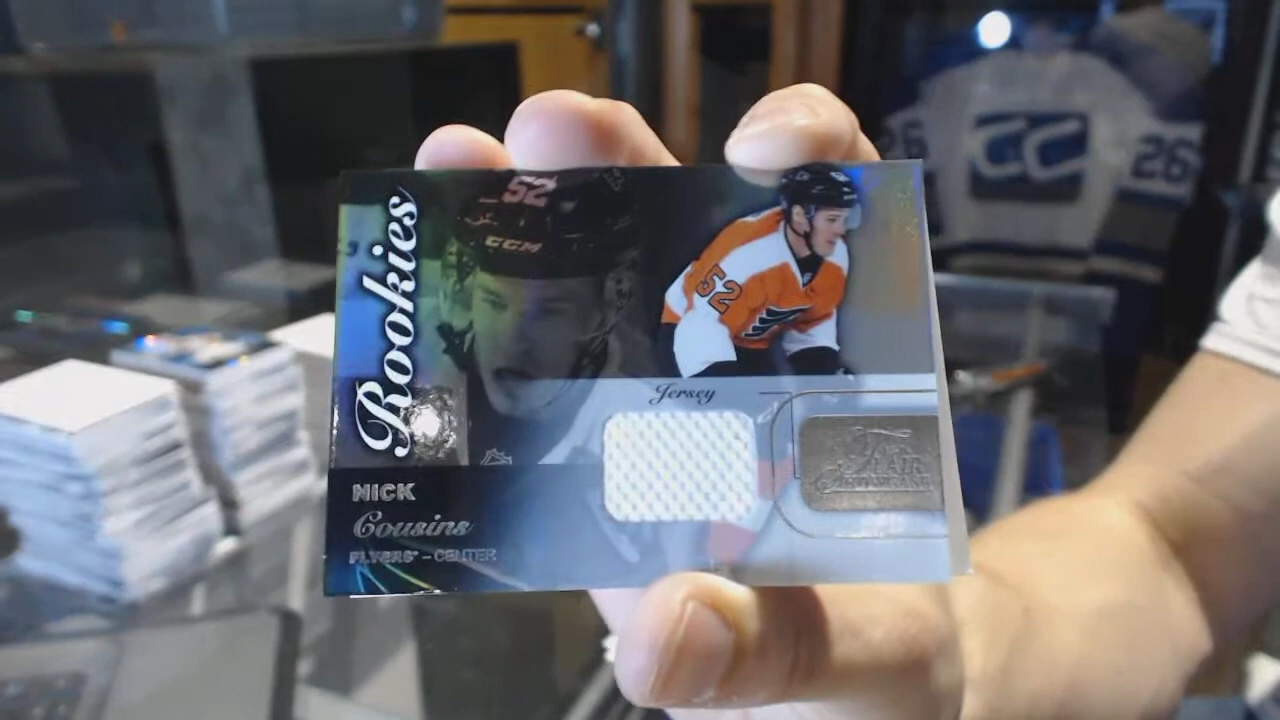 Rookies
52
CCM
52
Jersey
FLAIR
SHOWCASE
NICK
Cousins
FLYERS - CENTER
CC
26
26